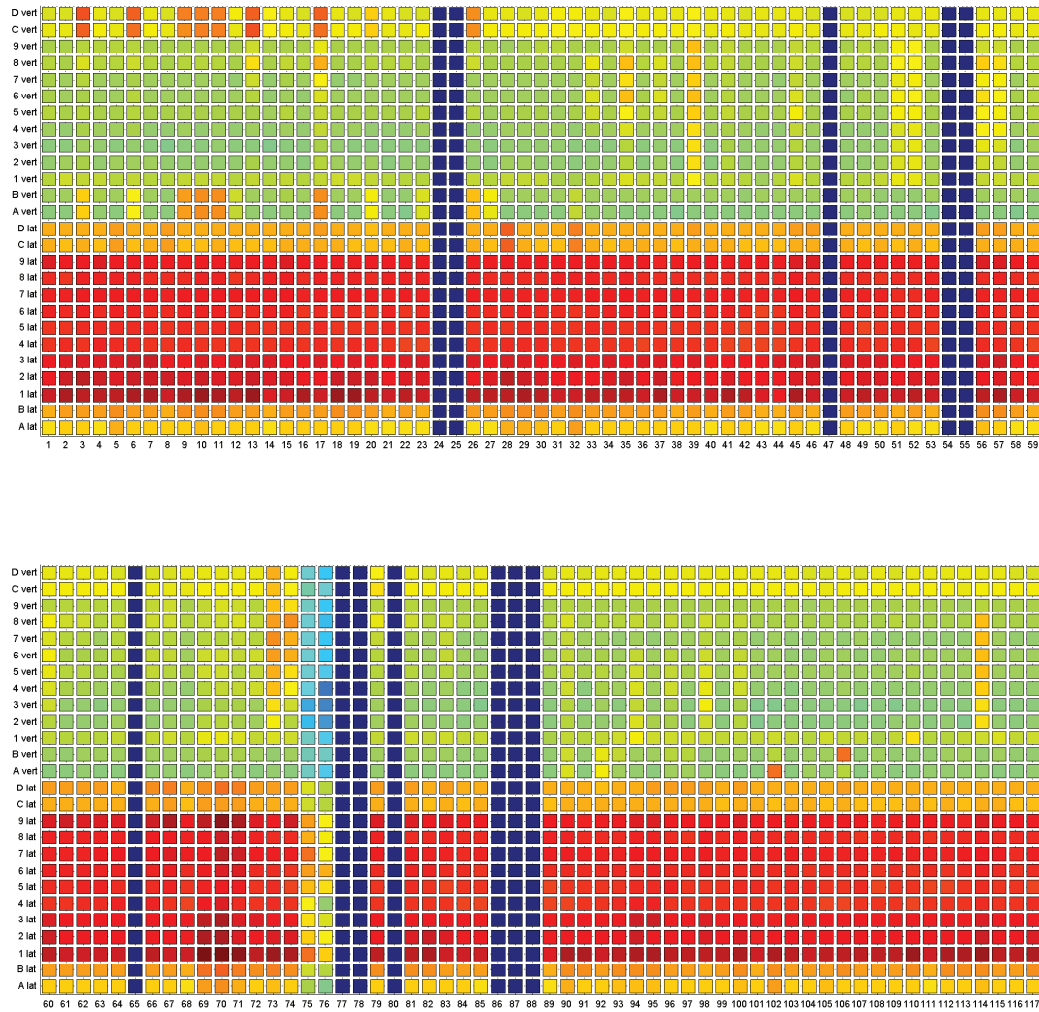 D vert
C vert
9 vert
8 vert
7 vert
6 vert
5 vert
4 vert
3 vert
2 vert
1 vert
B vert
A vert
D lat
C lat
9 lat
8 lat
7 lat
6 lat
5 lat
4 lat
3 lat
2 lat
1 lat
B lat
A lat
1 2 3 4 5 6 7 8 9 10 11 12 13 14 15 16 17 18 19 20 21 22 23 24 25 26 27 28 29 30 31 32 33 34 35 36 37 38 39 40 41 42 43 44 45 46 47 48 49 50 51 52 53 54 55 56 57 58 59
D vert
C vert
9 vert
8 vert
7 vert
6 vert
5 vert
4 vert
3 vert
2 vert
1 vert
B vert
A vert
D lat
C lat
9 lat
8 lat
7 lat
6 lat
5 lat
4 lat
3 lat
2 lat
1 lat
B lat
A lat
60 61 62 63 64 65 66 67 68 69 70 71 72 73 74 75 76 77 78 79 80 81 82 83 84 85 86 87 88 89 90 91 92 93 94 95 96 97 98 99 100 101 102 103 104 105 106 107 108 109 110 111 112 113 114 115 116 117